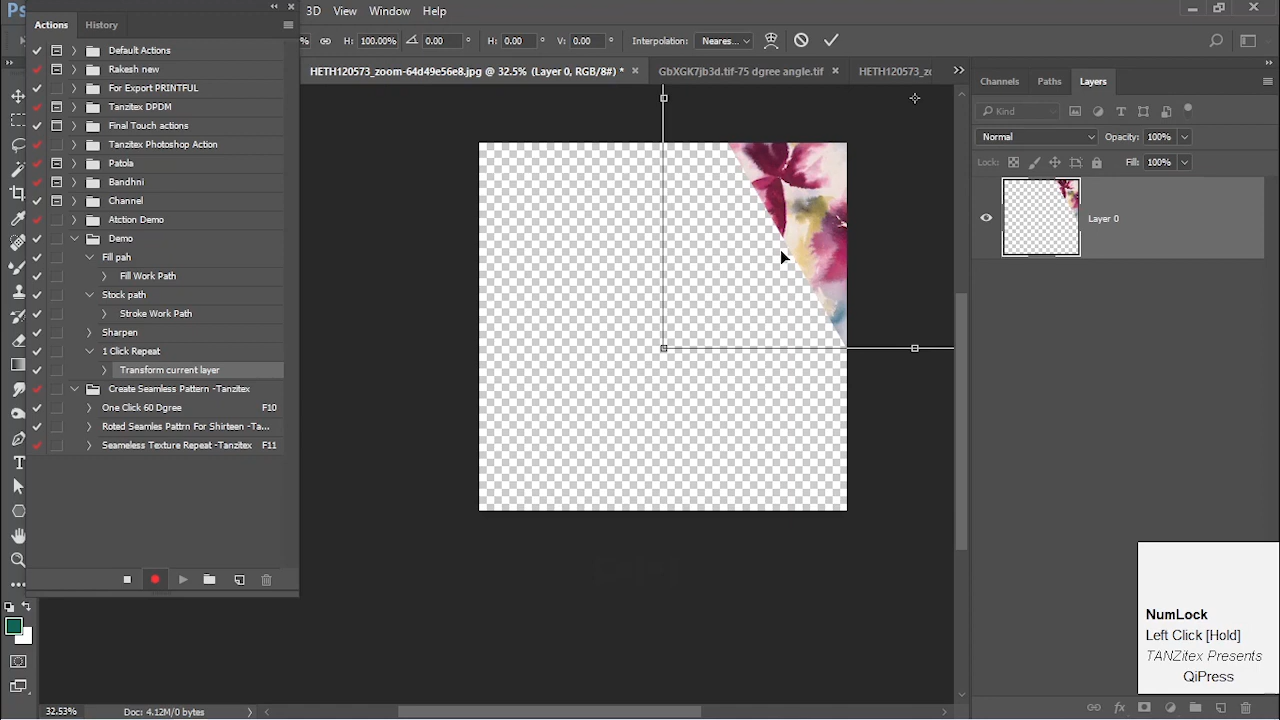 Ps
3D View Window Help
Actions History
% H: 100.00% 0.00 ° H: 0.00 ° V: 0.00 ° Interpolation: Neares...
HETH120573_zoom-64d49e56e8.jpg @ 32.5% (Layer 0, RGB/8#) * × GbXGK7jb3d.tif-75 dgree angle.tif × HETH120573_zo
Channels Paths Layers
Kind
Normal Opacity: 100%
Lock: Fill: 100%
Layer 0
Default Actions
Rakesh new
For Export PRINTFUL
Tanzitex DPDM
Final Touch actions
Tanzitex Photoshop Action
Patola
Bandhni
Channel
Atction Demo
Demo
Fill pah
Fill Work Path
Stock path
Stroke Work Path
Sharpen
1 Click Repeat
Transform current layer
Create Seamless Pattern -Tanzitex
One Click 60 Dgree F10
Roted Seamles Pattrn For Shirteen -Ta...
Seameless Texture Repeat -Tanzitex F11
NumLock
Left Click [Hold]
TANZitex Presents
QiPress
32.53% Doc: 4.12M/0 bytes